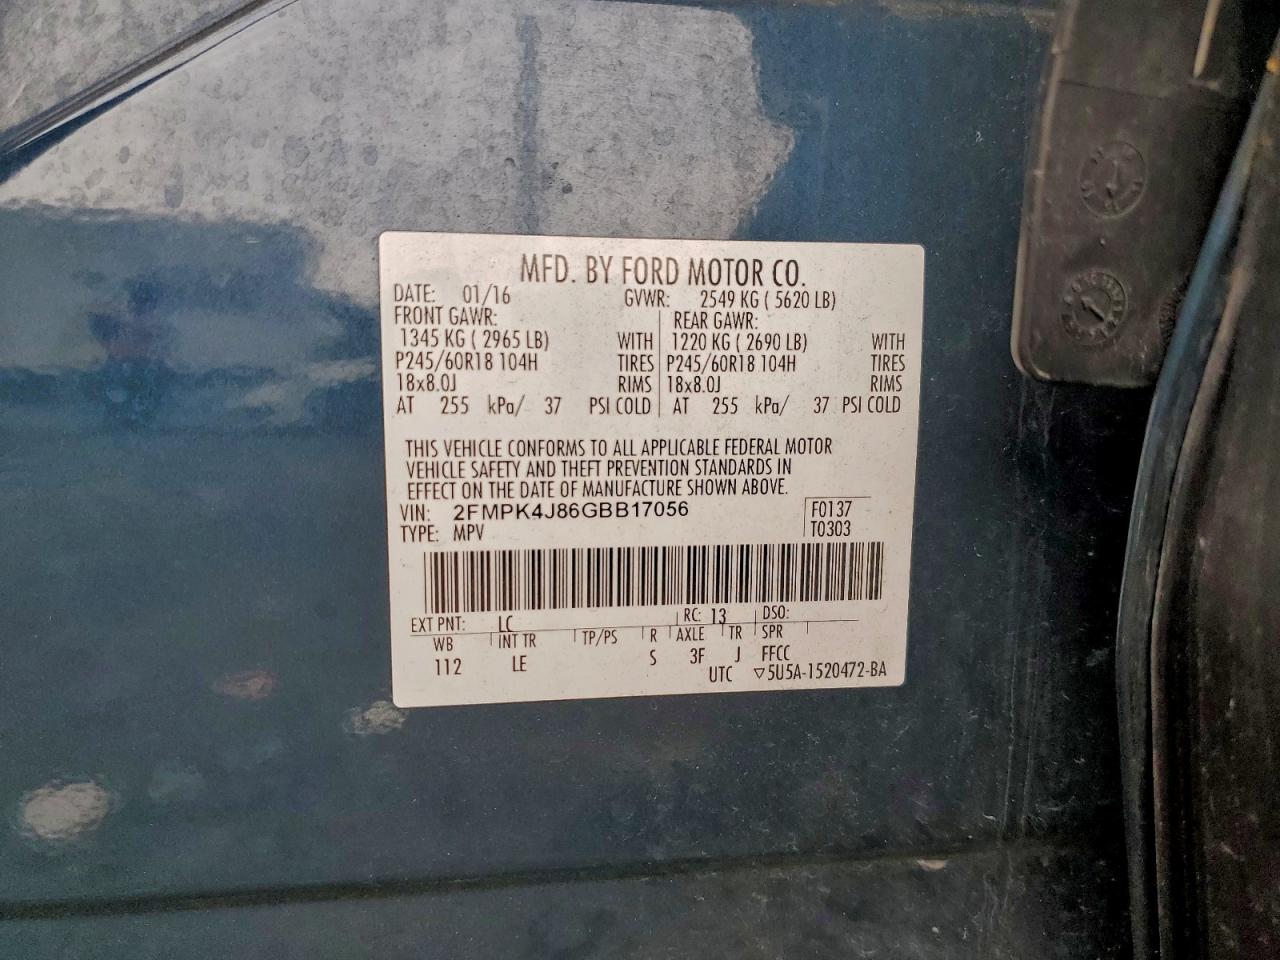 MFD. BY FORD MOTOR CO.
DATE: 01/16 GVWR: 2549 KG ( 5620 LB)
FRONT GAWR: REAR GAWR:
1345 KG ( 2965 LB) WITH 1220 KG ( 2690 LB) WITH
P245/60R18 104H TIRES P245/60R18 104H TIRES
18x8.0J RIMS 18x8.0J RIMS
AT 255 kPa/ 37 PSI COLD AT 255 kPa/ 37 PSI COLD
THIS VEHICLE CONFORMS TO ALL APPLICABLE FEDERAL MOTOR
VEHICLE SAFETY AND THEFT PREVENTION STANDARDS IN
EFFECT ON THE DATE OF MANUFACTURE SHOWN ABOVE.
VIN: 2FMPK4J86GBB17056 F0137
TYPE: MPV T0303
EXT PNT: LC RC: 13 DSO:
WB INT TR TP/PS R AXLE TR SPR
112 LE S 3F J FFCC
UTC ▽5U5A-1520472-BA